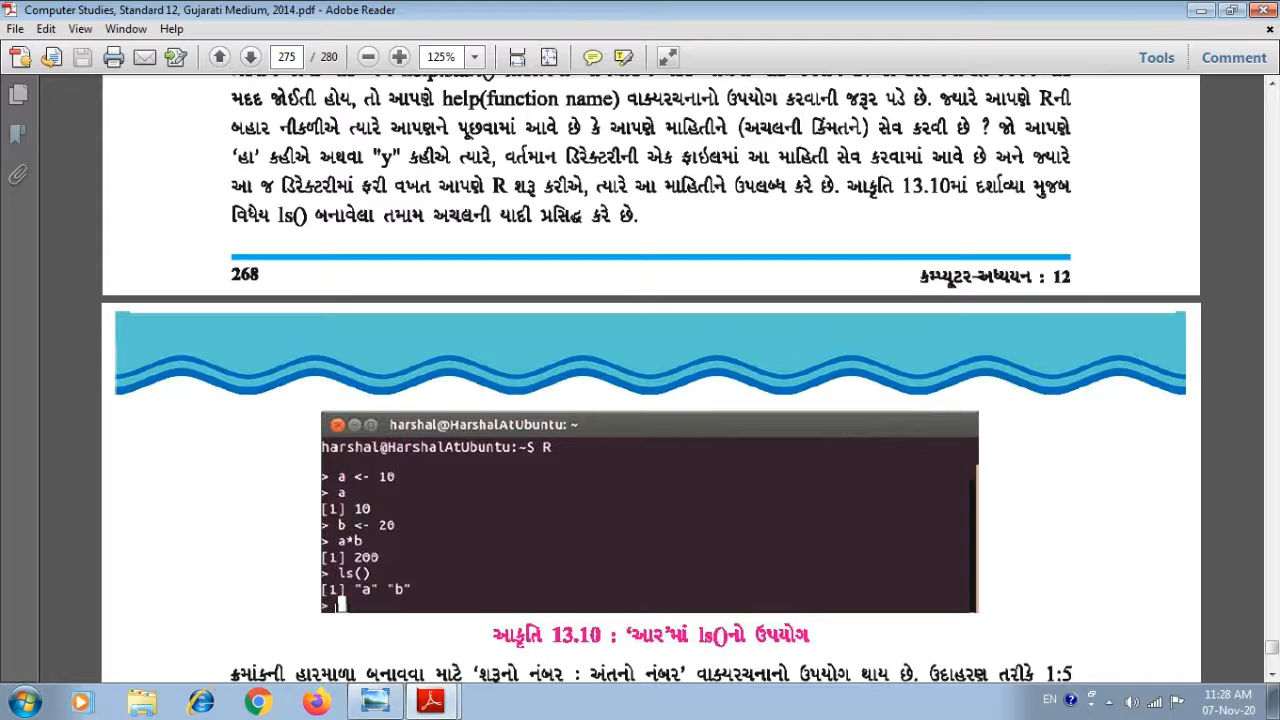 Computer Studies, Standard 12, Gujarati Medium, 2014.pdf - Adobe Reader
File Edit View Window Help
275 / 280 125% Tools Comment
મદદ જોઈતી હોય, તો આપણે help(function name) વાક્યરચનાનો ઉપયોગ કરવાની જરૂર પડે છે. જ્યારે આપણે Rની
બહાર નીકળીએ ત્યારે આપણને પૂછવામાં આવે છે કે આપણે માહિતીને (અચલની કિંમતને) સેવ કરવી છે ? જો આપણે
'હા' કહીએ અથવા "y" કહીએ ત્યારે, વર્તમાન ડિરેક્ટરીની એક ફાઇલમાં આ માહિતી સેવ કરવામાં આવે છે અને જ્યારે
આ જ ડિરેક્ટરીમાં ફરી વખત આપણે R શરૂ કરીએ, ત્યારે આ માહિતીને ઉપલબ્ધ કરે છે. આકૃતિ 13.10માં દર્શાવ્યા મુજબ
વિધેય ls() બનાવેલા તમામ અચલની યાદી પ્રસિદ્ધ કરે છે.
268 કમ્પ્યૂટર-અધ્યયન : 12
harshal@HarshalAtUbuntu: ~
harshal@HarshalAtUbuntu:~$ R
> a <- 10
> a
[1] 10
> b <- 20
> a*b
[1] 200
> ls()
[1] "a" "b"
>
આકૃતિ 13.10 : 'આર'માં ls()નો ઉપયોગ
ક્રમાંકની હારમાળા બનાવવા માટે 'શરૂનો નંબર : અંતનો નંબર' વાક્યરચનાનો ઉપયોગ થાય છે. ઉદાહરણ તરીકે 1:5
EN 11:28 AM
07-Nov-20